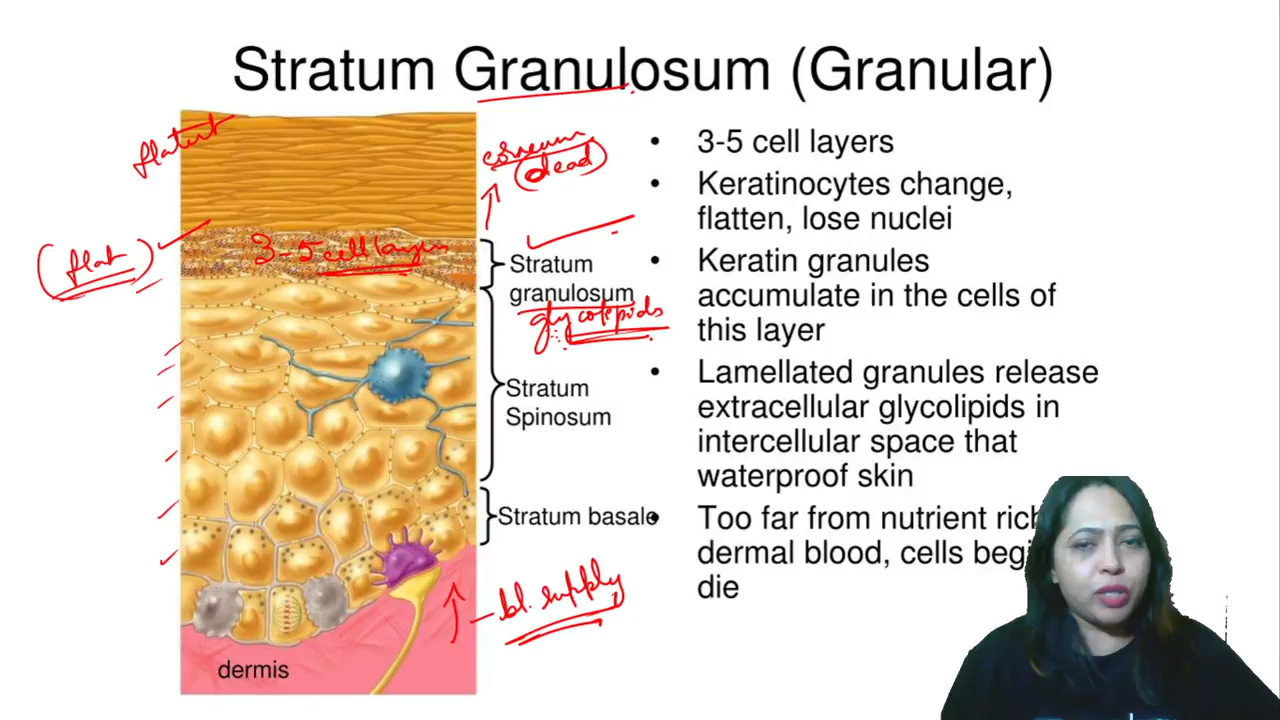 Stratum Granulosum (Granular)
flatest
corneum
(dead)
• 3-5 cell layers
• Keratinocytes change,
flatten, lose nuclei
(flat)
3-5 cell layers
Stratum
granulosum
glycolipids
• Keratin granules
accumulate in the cells of
this layer
Stratum
Spinosum
• Lamellated granules release
extracellular glycolipids in
intercellular space that
waterproof skin
Stratum basale
• Too far from nutrient rich
dermal blood, cells begin
die
bl. supply
dermis